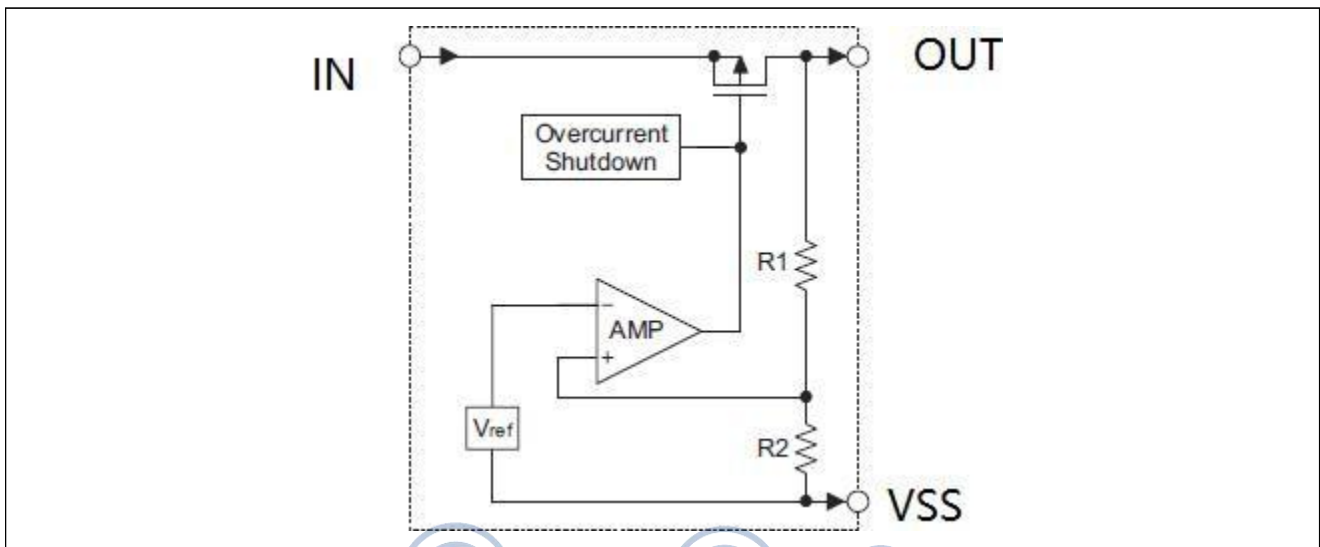 IN
OUT
Overcurrent
Shutdown
R1
−
AMP
+
Vref
R2
VSS